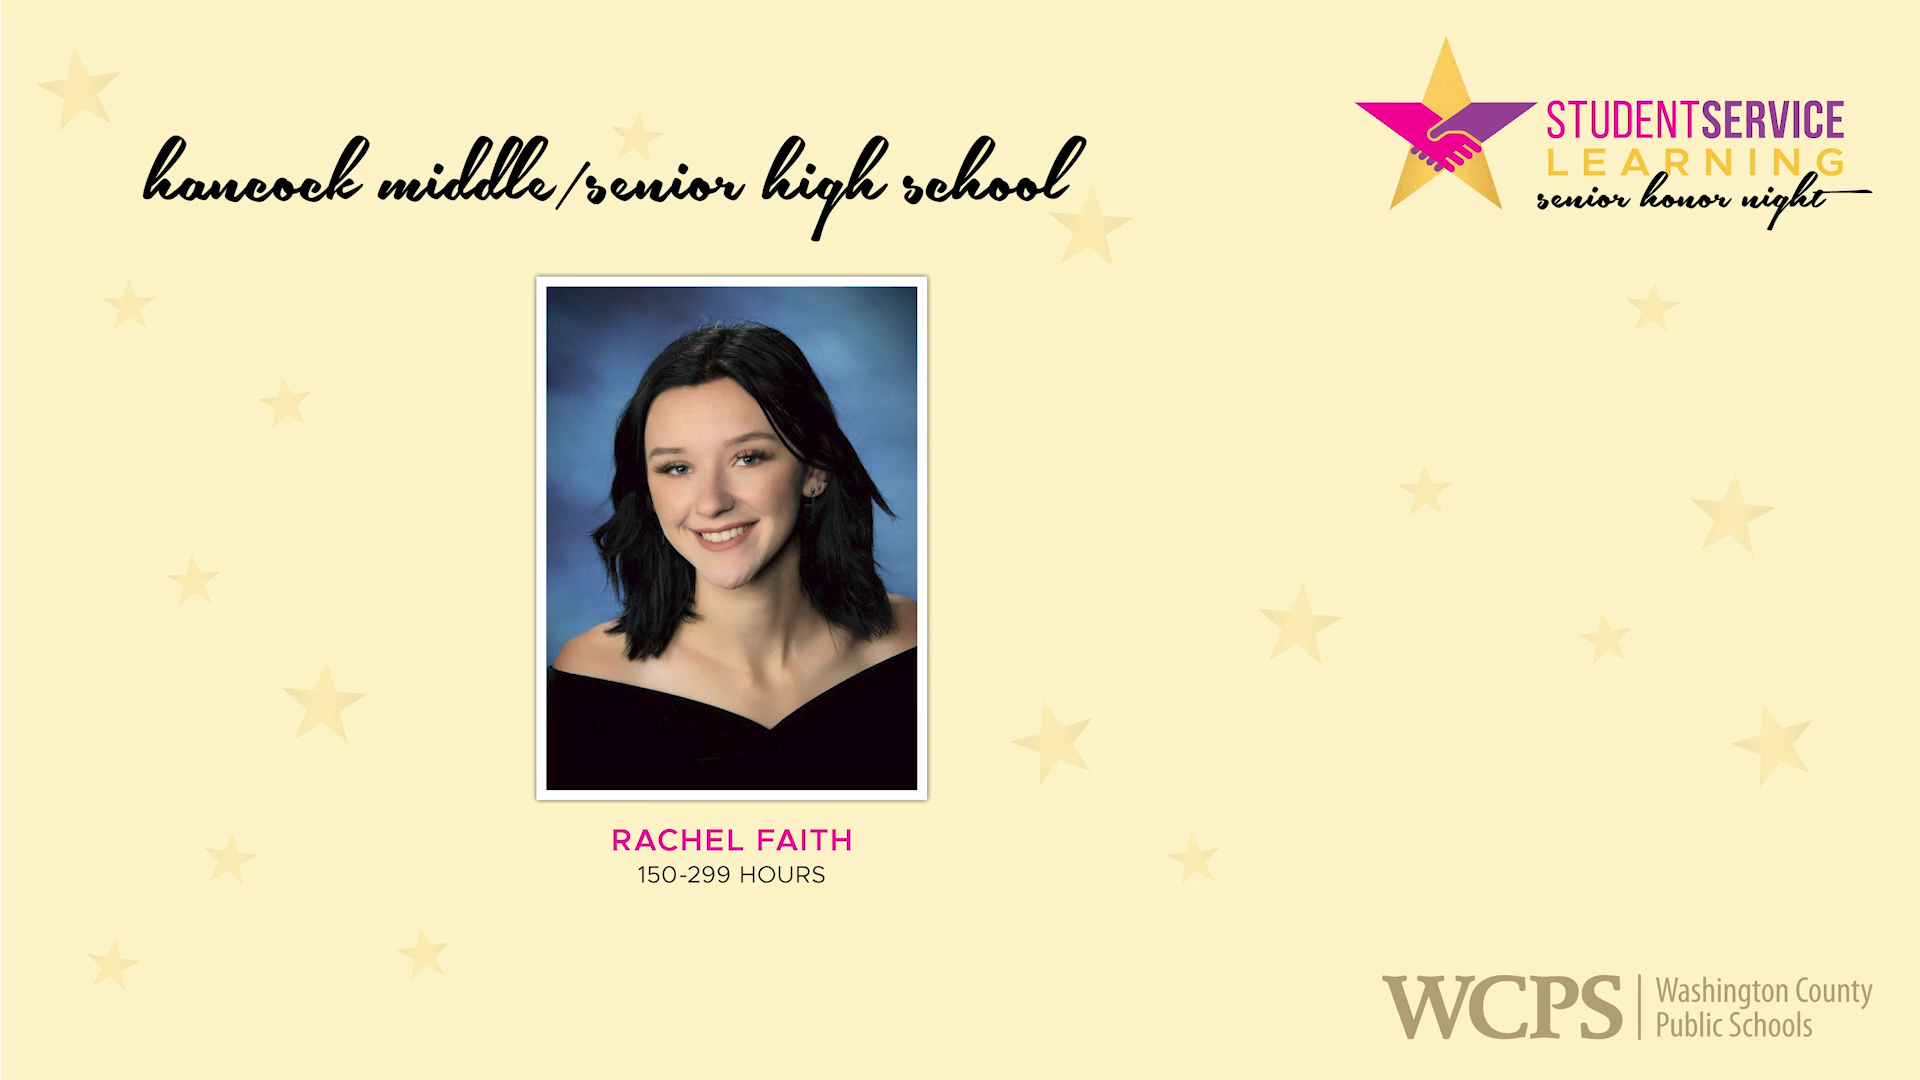 hancock middle/senior high school
STUDENTSERVICE
LEARNING
senior honor night
RACHEL FAITH
150-299 HOURS
WCPS
Washington County
Public Schools